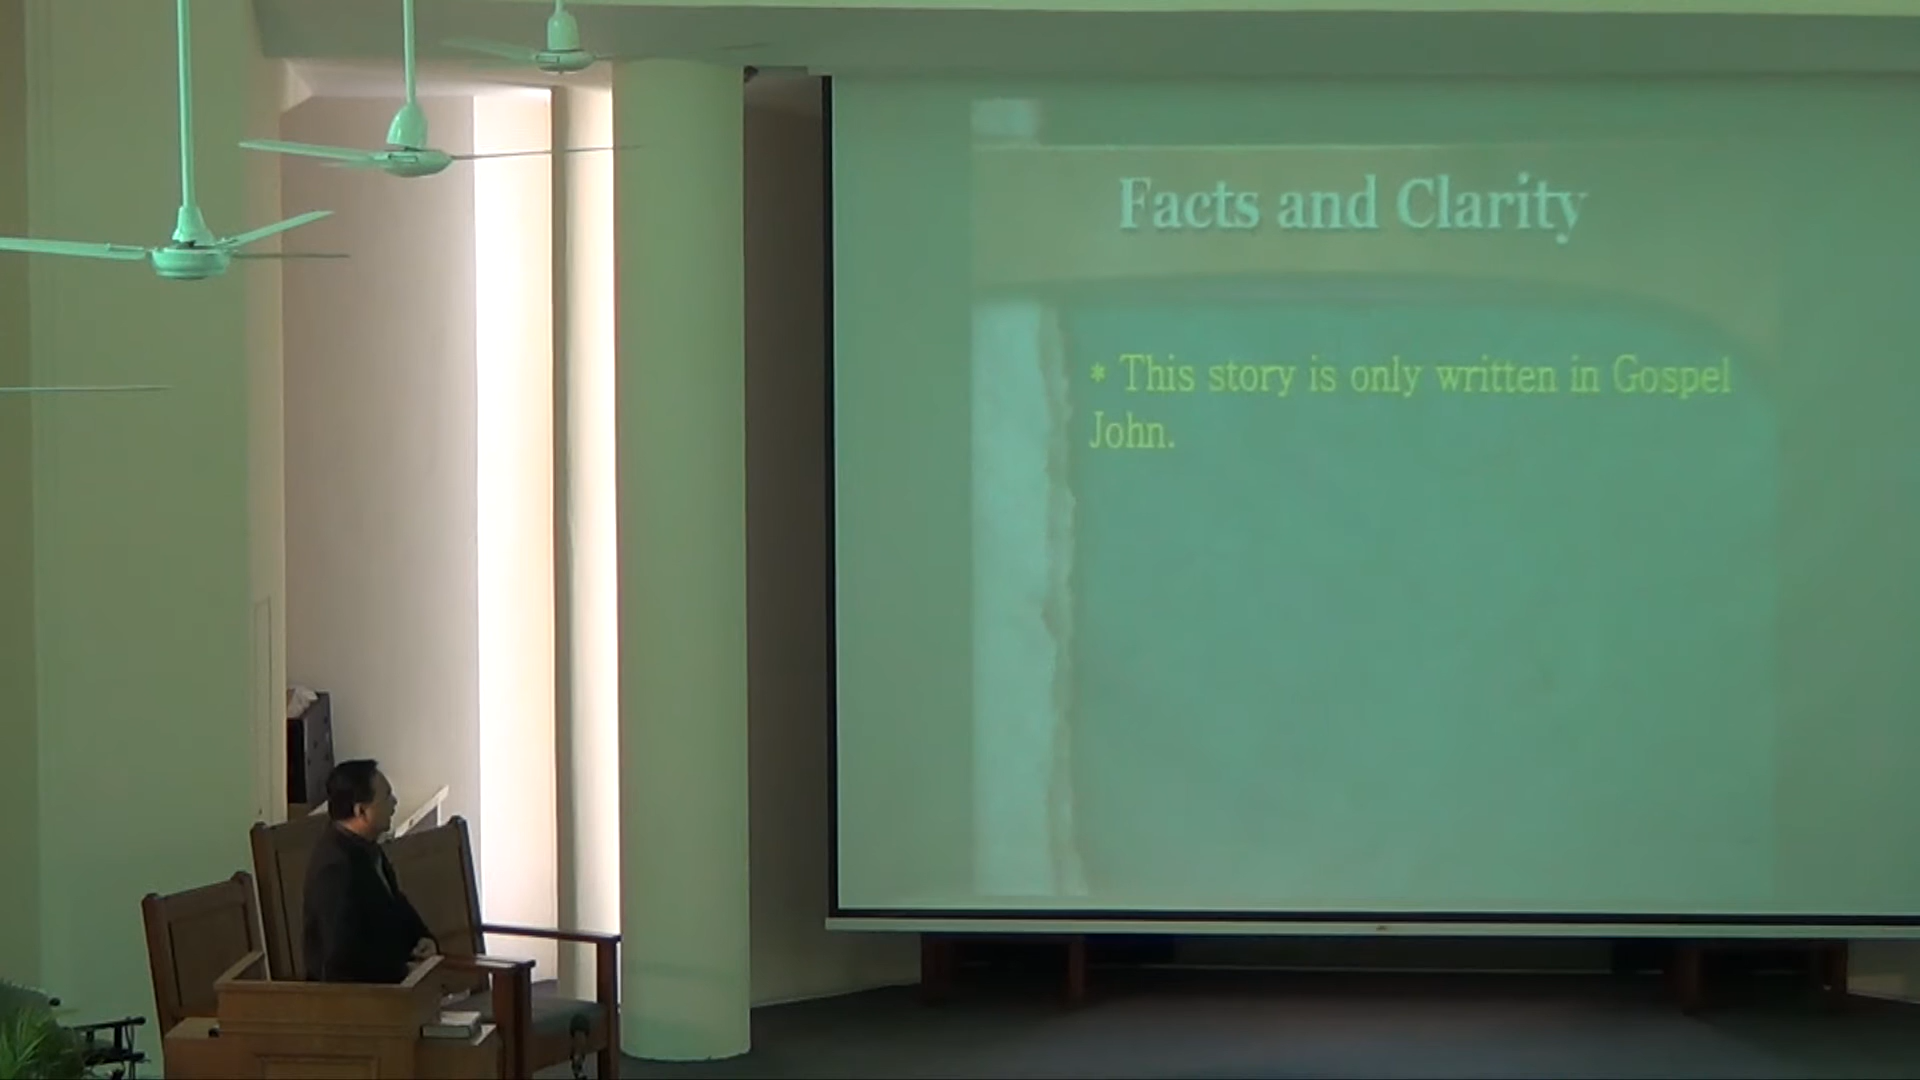 Facts and Clarity
* This story is only written in Gospel
John.